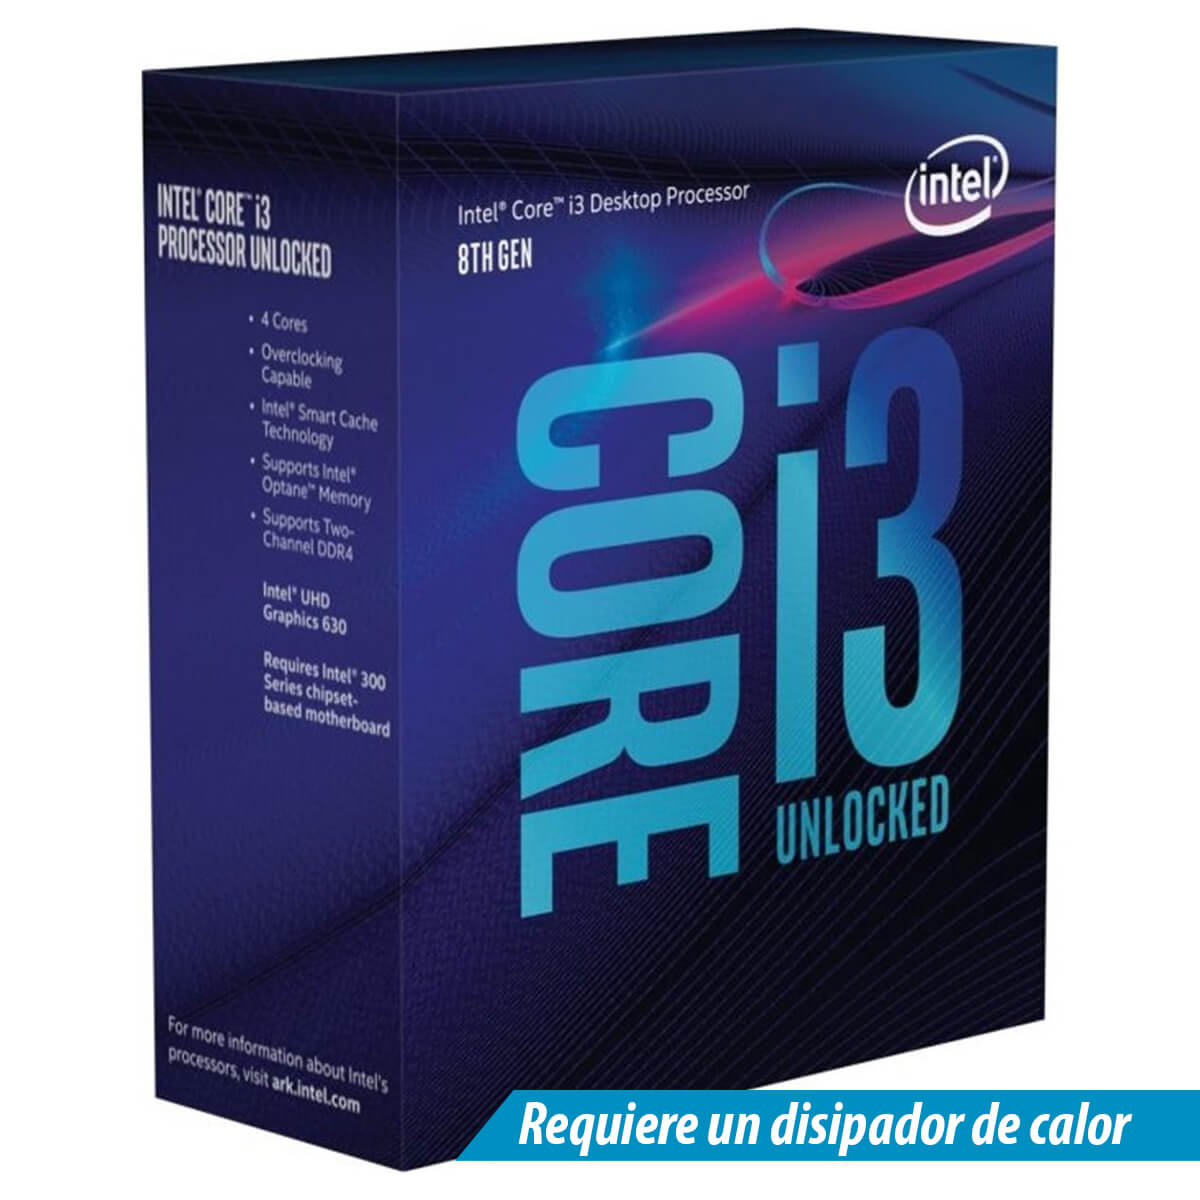 INTEL® CORE™ i3
PROCESSOR UNLOCKED
• 4 Cores
• Overclocking
Capable
• Intel® Smart Cache
Technology
• Supports Intel®
Optane™ Memory
• Supports Two-
Channel DDR4
Intel® UHD
Graphics 630
Requires Intel® 300
Series chipset-
based motherboard
For more information about Intel's
processors, visit ark.intel.com
Intel® Core™ i3 Desktop Processor
8TH GEN
intel®
CORE
i3
UNLOCKED
Requiere un disipador de calor